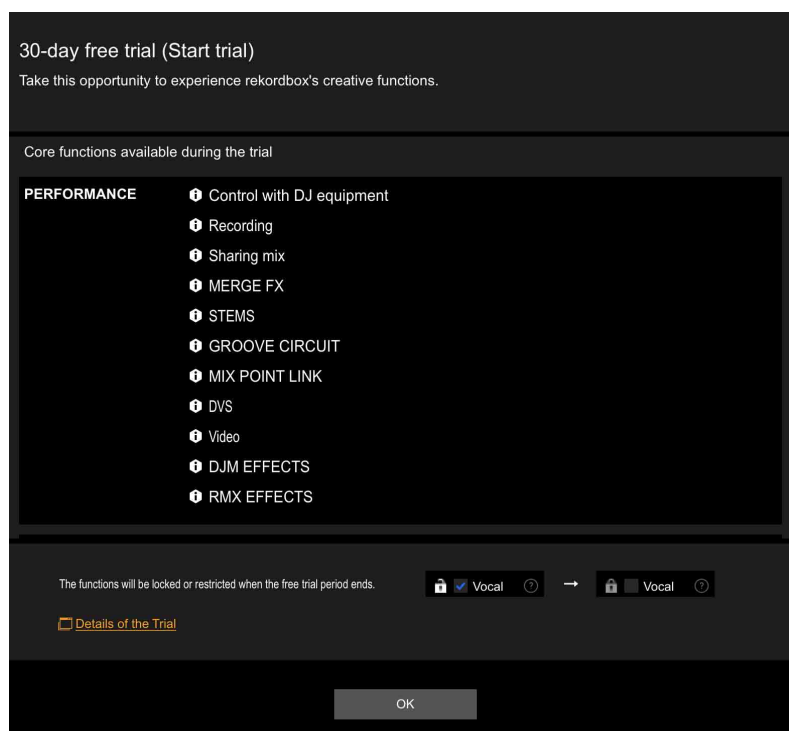 30-day free trial (Start trial)
Take this opportunity to experience rekordbox's creative functions.
Core functions available during the trial
PERFORMANCE
Control with DJ equipment
Recording
Sharing mix
MERGE FX
STEMS
GROOVE CIRCUIT
MIX POINT LINK
DVS
Video
DJM EFFECTS
RMX EFFECTS
The functions will be locked or restricted when the free trial period ends. Vocal ? → Vocal ?
Details of the Trial
OK